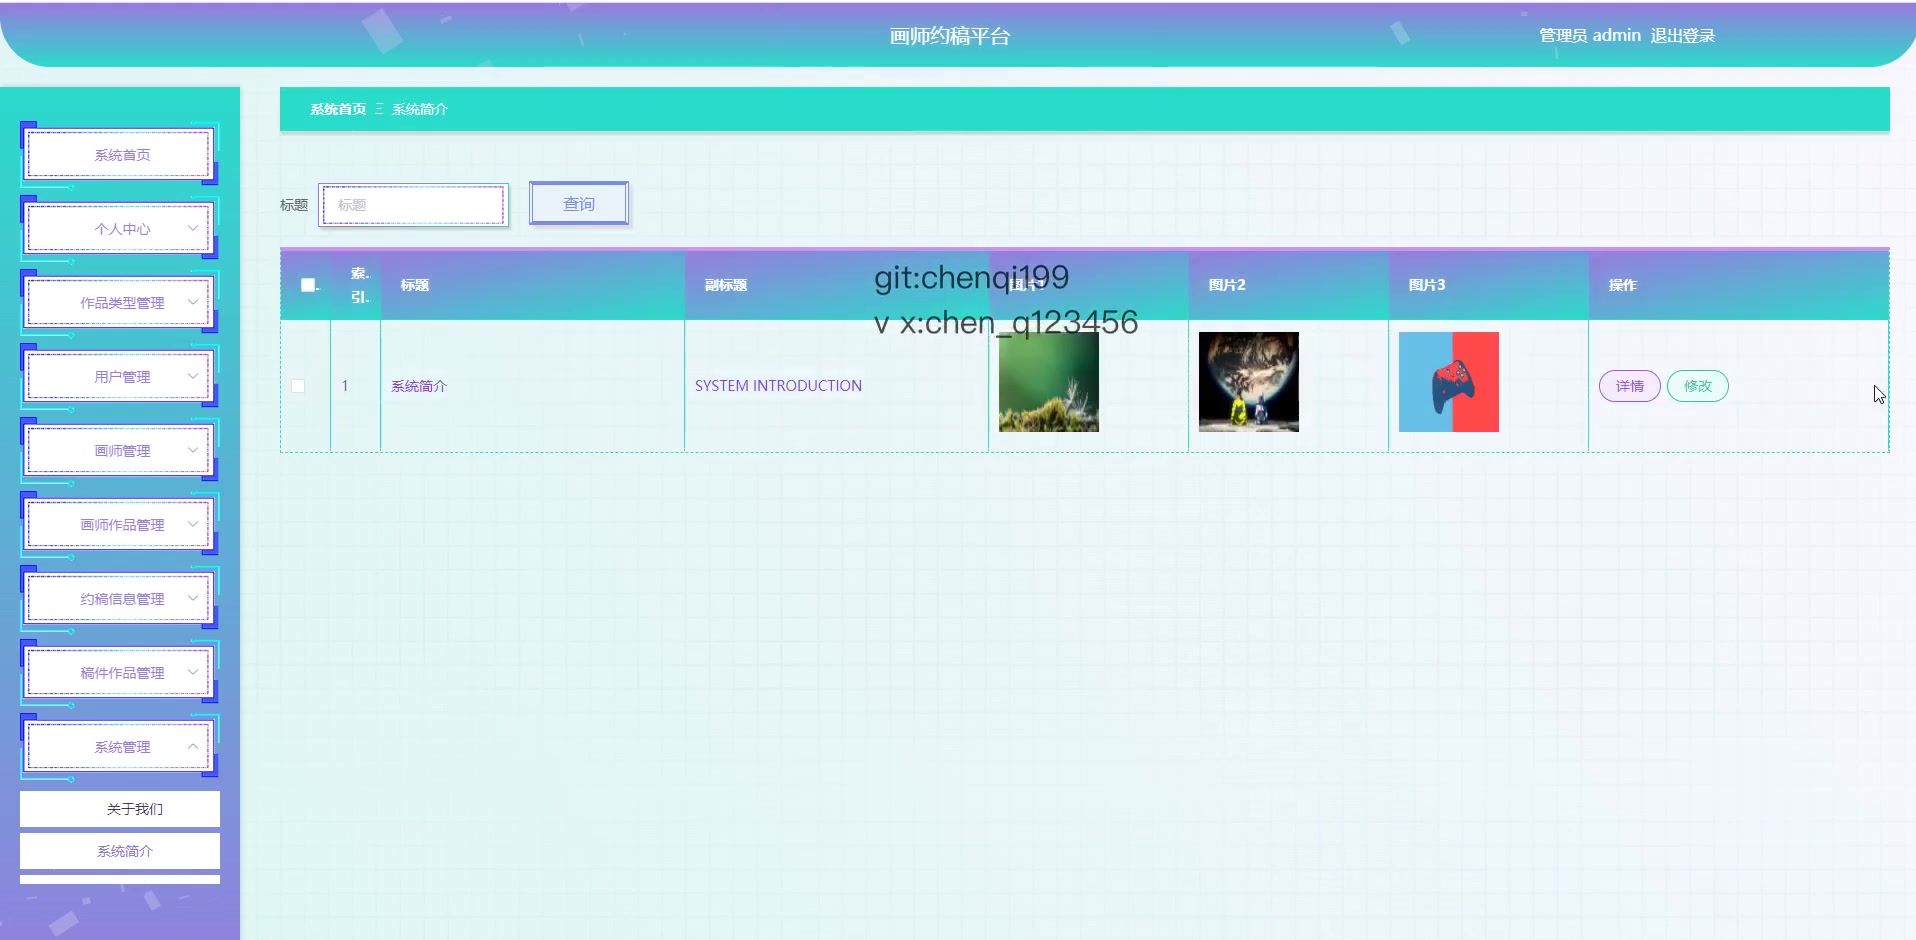 画师约稿平台
管理员 admin 退出登录
系统首页 Ξ 系统简介
系统首页
个人中心
作品类型管理
用户管理
画师管理
画师作品管理
约稿信息管理
稿件作品管理
系统管理
关于我们
系统简介
标题 标题 查询
索.. 标题 副标题 图片1 图片2 图片3 操作
引..
git:chenqi199
v x:chen_q123456
1 系统简介 SYSTEM INTRODUCTION 详情 修改